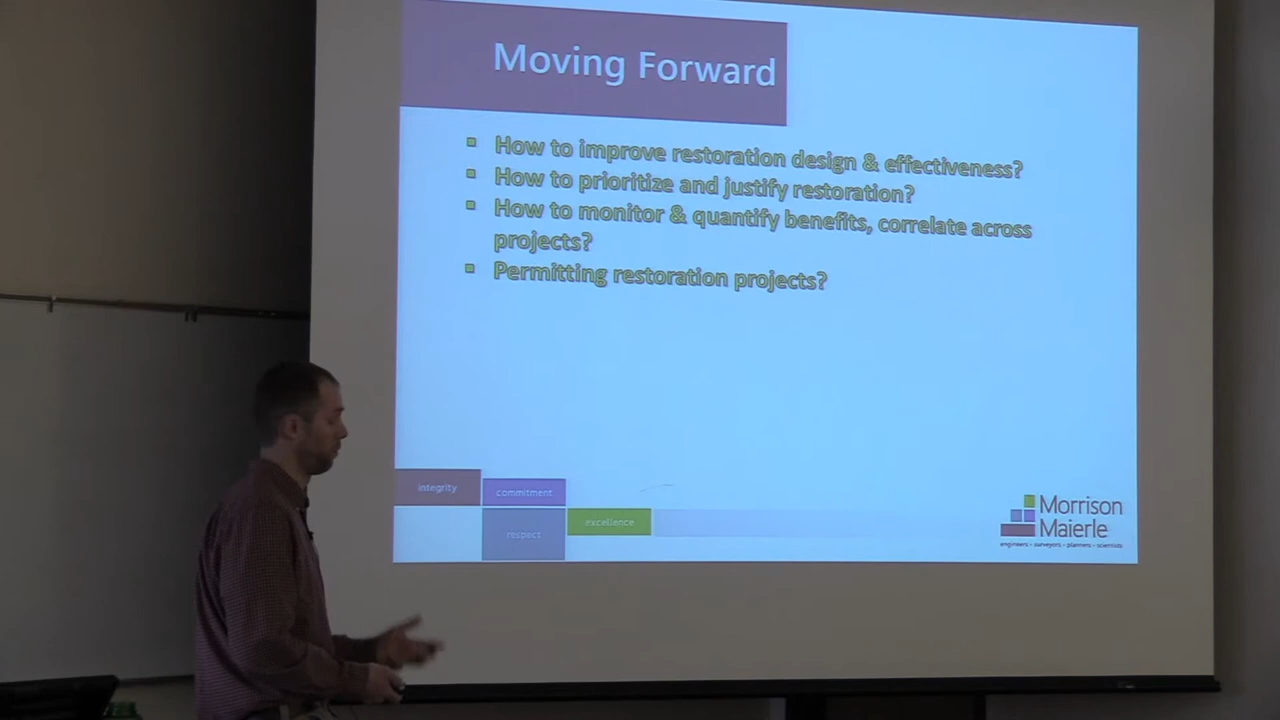 Moving Forward
How to improve restoration design & effectiveness?
How to prioritize and justify restoration?
How to monitor & quantify benefits, correlate across
projects?
Permitting restoration projects?
integrity
commitment
respect
excellence
Morrison
Maierle
engineers - surveyors - planners - scientists